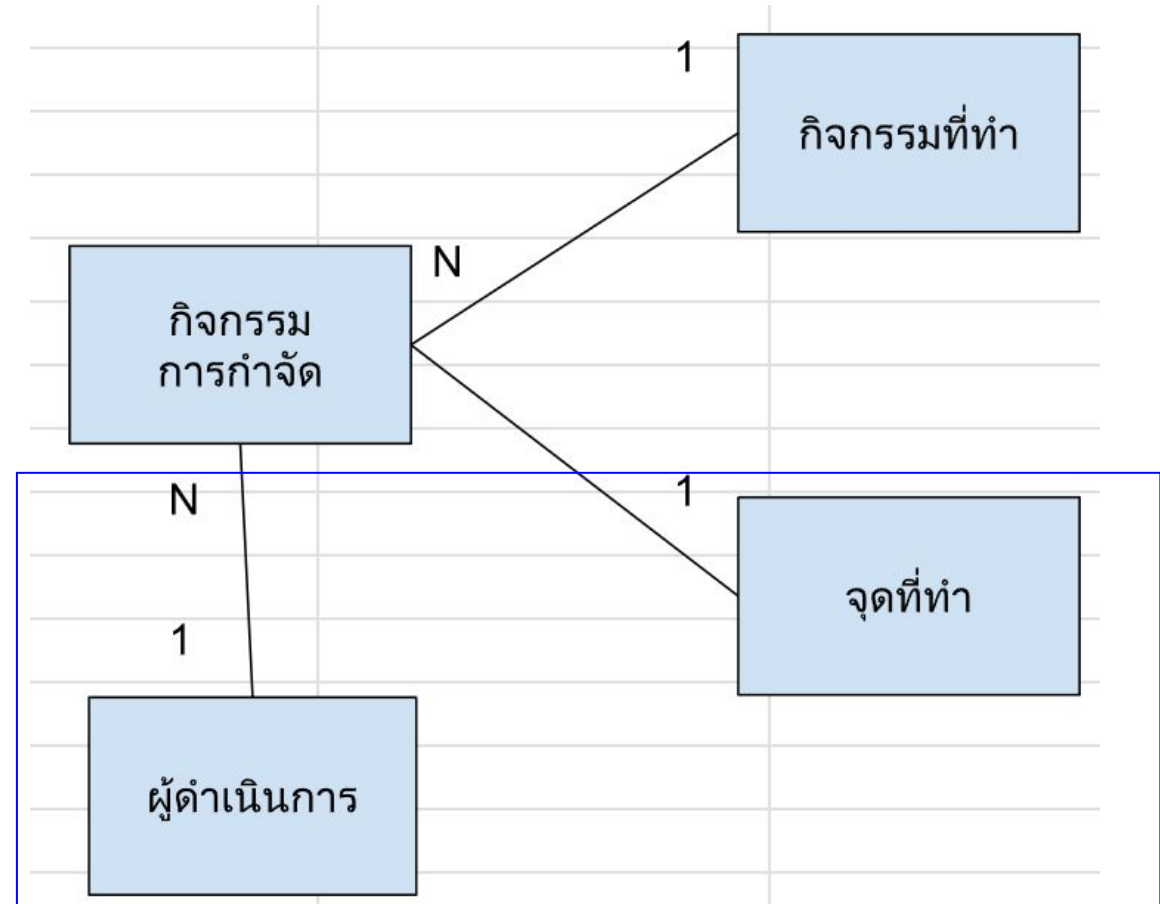 1
กิจกรรมที่ทำ
N
กิจกรรม
การกำจัด
N
1
จุดที่ทำ
1
ผู้ดำเนินการ